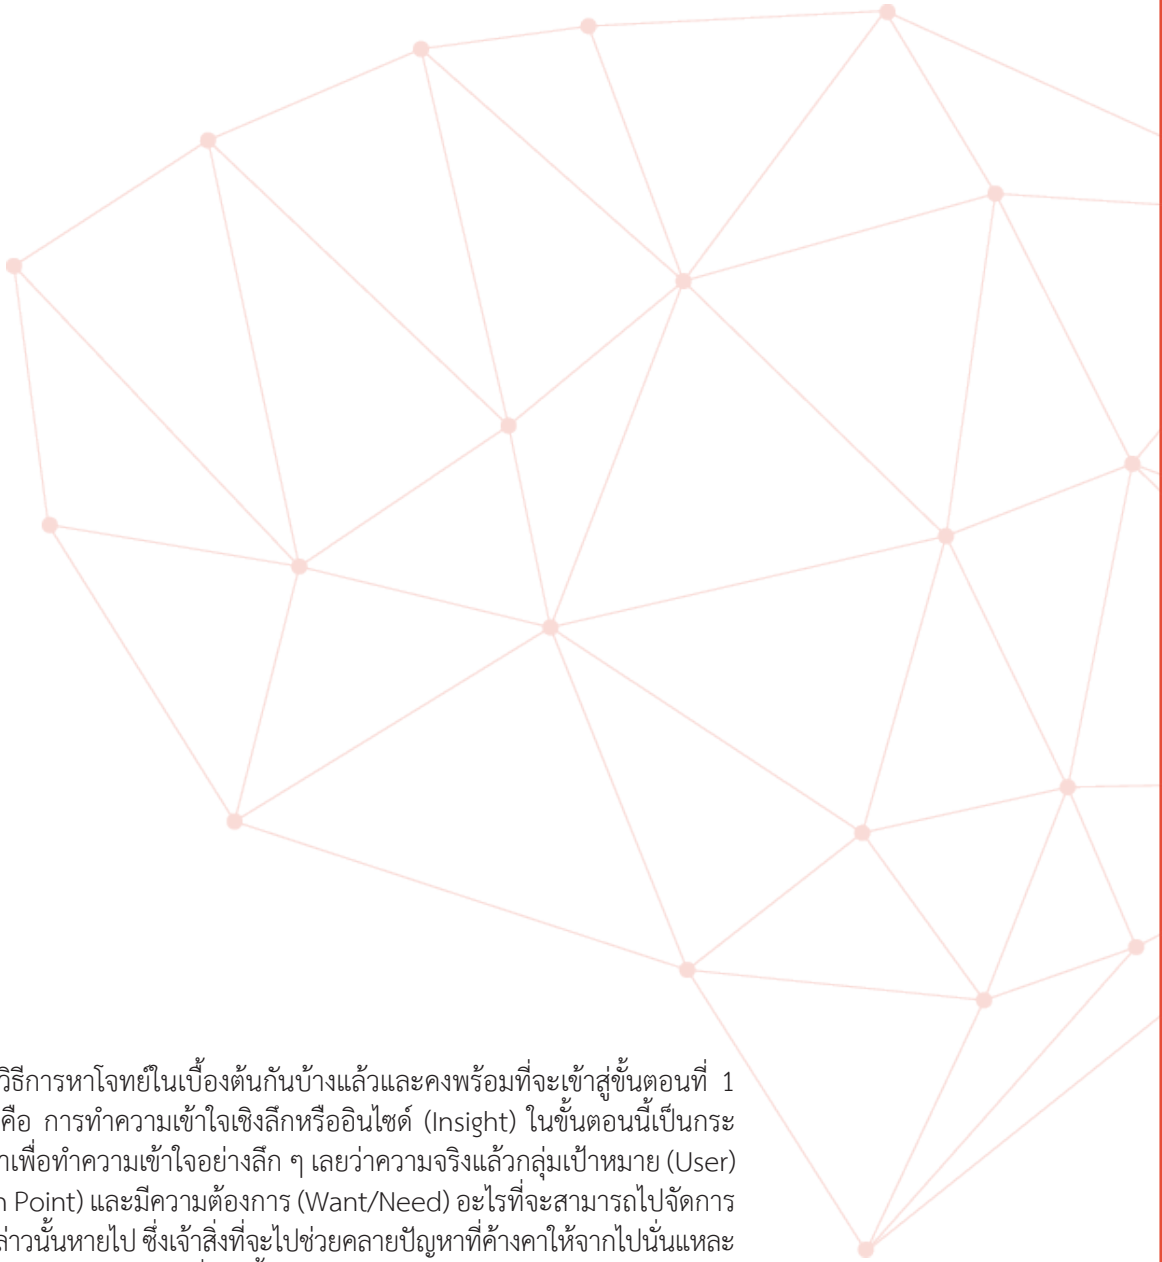 วิธีการหาโจทย์ในเบื้องต้นกันบ้างแล้วและคงพร้อมที่จะเข้าสู่ขั้นตอนที่ 1
คือ การทำความเข้าใจเชิงลึกหรืออินไซด์ (Insight) ในขั้นตอนนี้เป็นกระ
าเพื่อทำความเข้าใจอย่างลึก ๆ เลยว่าความจริงแล้วกลุ่มเป้าหมาย (User)
n Point) และมีความต้องการ (Want/Need) อะไรที่จะสามารถไปจัดการ
ล่าวนั้นหายไป ซึ่งเจ้าสิ่งที่จะไปช่วยคลายปัญหาที่ค้างคาให้จากไปนั่นแหละ